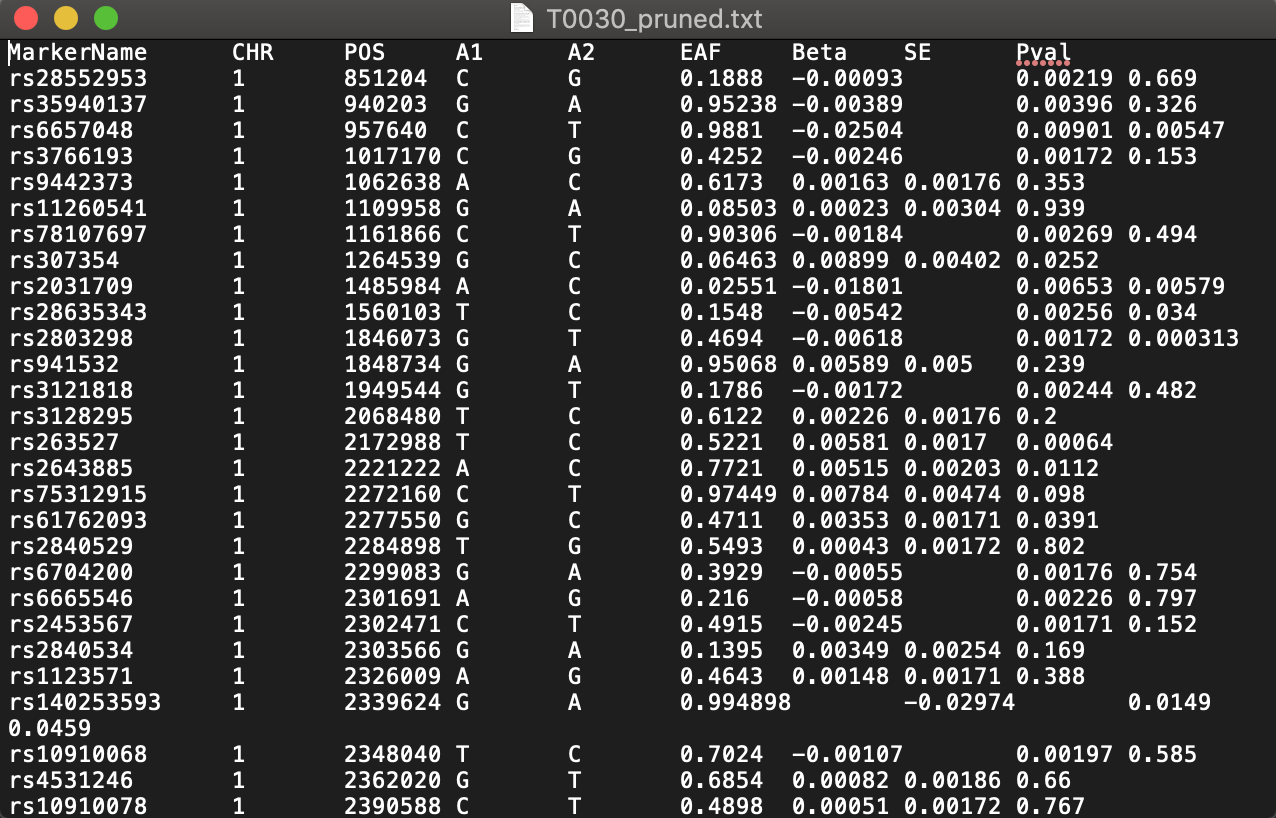 T0030_pruned.txt
MarkerName CHR POS A1 A2 EAF Beta SE Pval
rs28552953 1 851204 C G 0.1888 -0.00093 0.00219 0.669
rs35940137 1 940203 G A 0.95238 -0.00389 0.00396 0.326
rs6657048 1 957640 C T 0.9881 -0.02504 0.00901 0.00547
rs3766193 1 1017170 C G 0.4252 -0.00246 0.00172 0.153
rs9442373 1 1062638 A C 0.6173 0.00163 0.00176 0.353
rs11260541 1 1109958 G A 0.08503 0.00023 0.00304 0.939
rs78107697 1 1161866 C T 0.90306 -0.00184 0.00269 0.494
rs307354 1 1264539 G C 0.06463 0.00899 0.00402 0.0252
rs2031709 1 1485984 A C 0.02551 -0.01801 0.00653 0.00579
rs28635343 1 1560103 T C 0.1548 -0.00542 0.00256 0.034
rs2803298 1 1846073 G T 0.4694 -0.00618 0.00172 0.000313
rs941532 1 1848734 G A 0.95068 0.00589 0.005 0.239
rs3121818 1 1949544 G T 0.1786 -0.00172 0.00244 0.482
rs3128295 1 2068480 T C 0.6122 0.00226 0.00176 0.2
rs263527 1 2172988 T C 0.5221 0.00581 0.0017 0.00064
rs2643885 1 2221222 A C 0.7721 0.00515 0.00203 0.0112
rs75312915 1 2272160 C T 0.97449 0.00784 0.00474 0.098
rs61762093 1 2277550 G C 0.4711 0.00353 0.00171 0.0391
rs2840529 1 2284898 T G 0.5493 0.00043 0.00172 0.802
rs6704200 1 2299083 G A 0.3929 -0.00055 0.00176 0.754
rs6665546 1 2301691 A G 0.216 -0.00058 0.00226 0.797
rs2453567 1 2302471 C T 0.4915 -0.00245 0.00171 0.152
rs2840534 1 2303566 G A 0.1395 0.00349 0.00254 0.169
rs1123571 1 2326009 A G 0.4643 0.00148 0.00171 0.388
rs140253593 1 2339624 G A 0.994898 -0.02974 0.0149
0.0459
rs10910068 1 2348040 T C 0.7024 -0.00107 0.00197 0.585
rs4531246 1 2362020 G T 0.6854 0.00082 0.00186 0.66
rs10910078 1 2390588 C T 0.4898 0.00051 0.00172 0.767